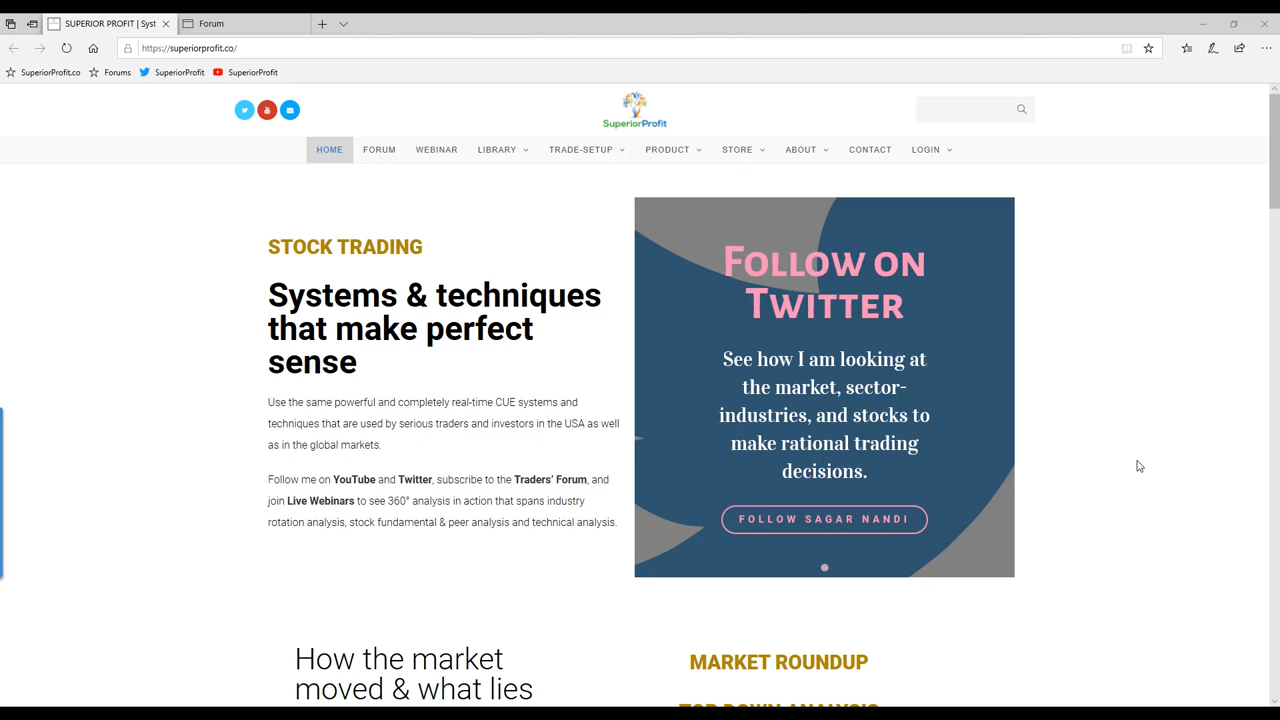 SUPERIOR PROFIT | Syst
Forum
https://superiorprofit.co/
SuperiorProfit.co
Forums
SuperiorProfit
SuperiorProfit
SuperiorProfit
HOME
FORUM
WEBINAR
LIBRARY
TRADE-SETUP
PRODUCT
STORE
ABOUT
CONTACT
LOGIN
STOCK TRADING
Systems & techniques
that make perfect
sense
Use the same powerful and completely real-time CUE systems and
techniques that are used by serious traders and investors in the USA as well
as in the global markets.
Follow me on YouTube and Twitter, subscribe to the Traders' Forum, and
join Live Webinars to see 360° analysis in action that spans industry
rotation analysis, stock fundamental & peer analysis and technical analysis.
Follow on
Twitter
See how I am looking at
the market, sector-
industries, and stocks to
make rational trading
decisions.
FOLLOW SAGAR NANDI
How the market
moved & what lies
MARKET ROUNDUP
TOP DOWN ANALYSIS